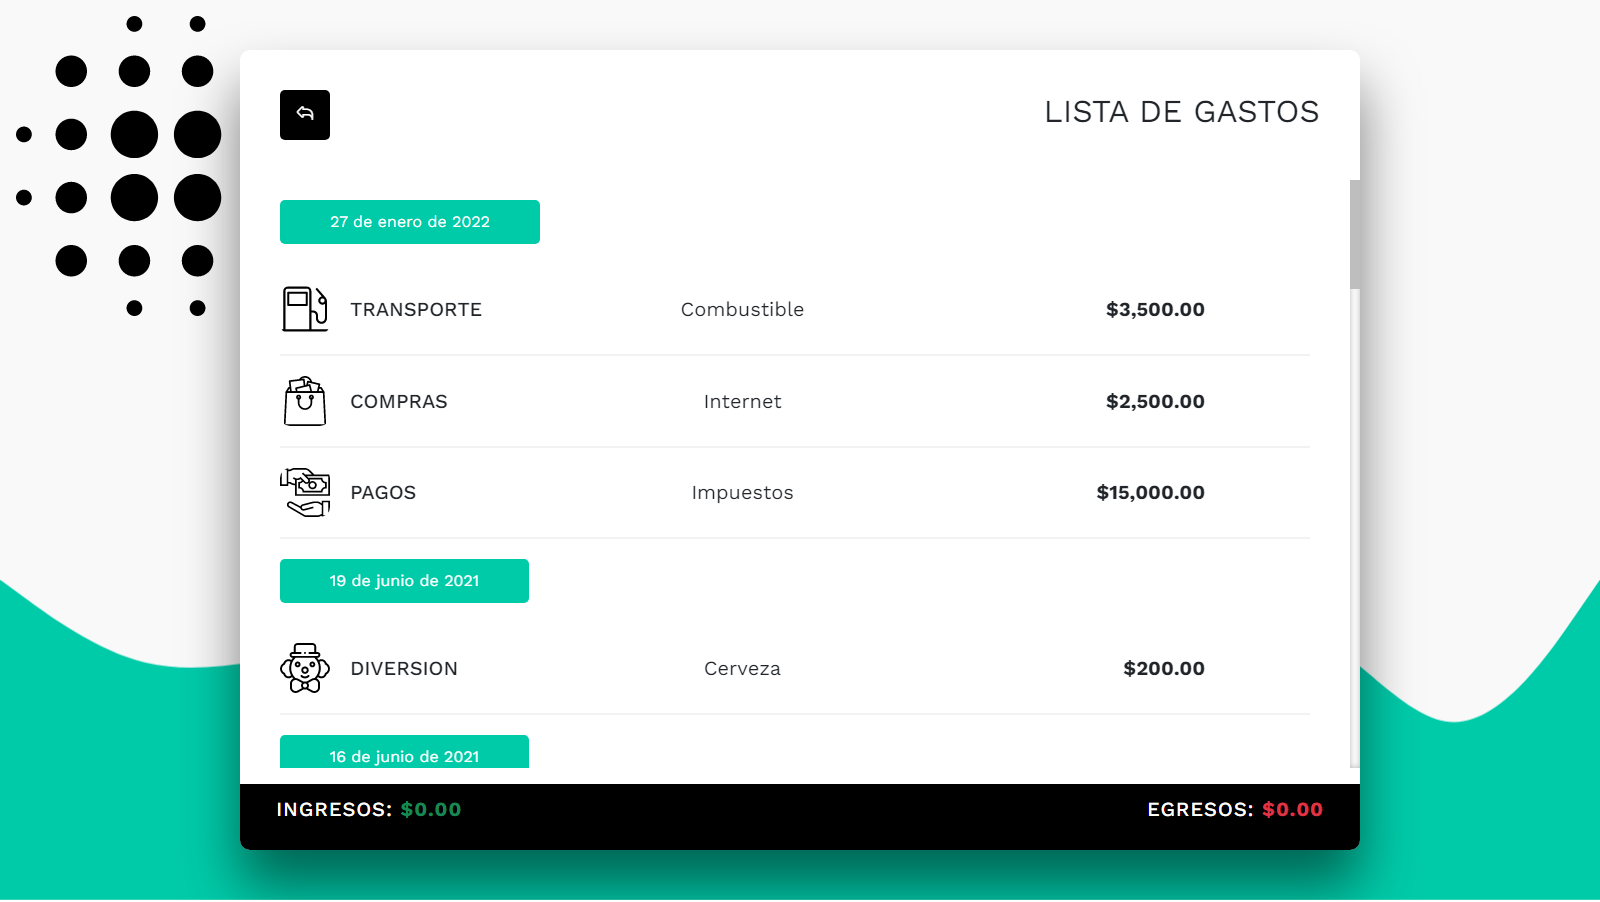 LISTA DE GASTOS
27 de enero de 2022
TRANSPORTE Combustible $3,500.00
COMPRAS Internet $2,500.00
PAGOS Impuestos $15,000.00
19 de junio de 2021
DIVERSION Cerveza $200.00
16 de junio de 2021
INGRESOS: $0.00 EGRESOS: $0.00